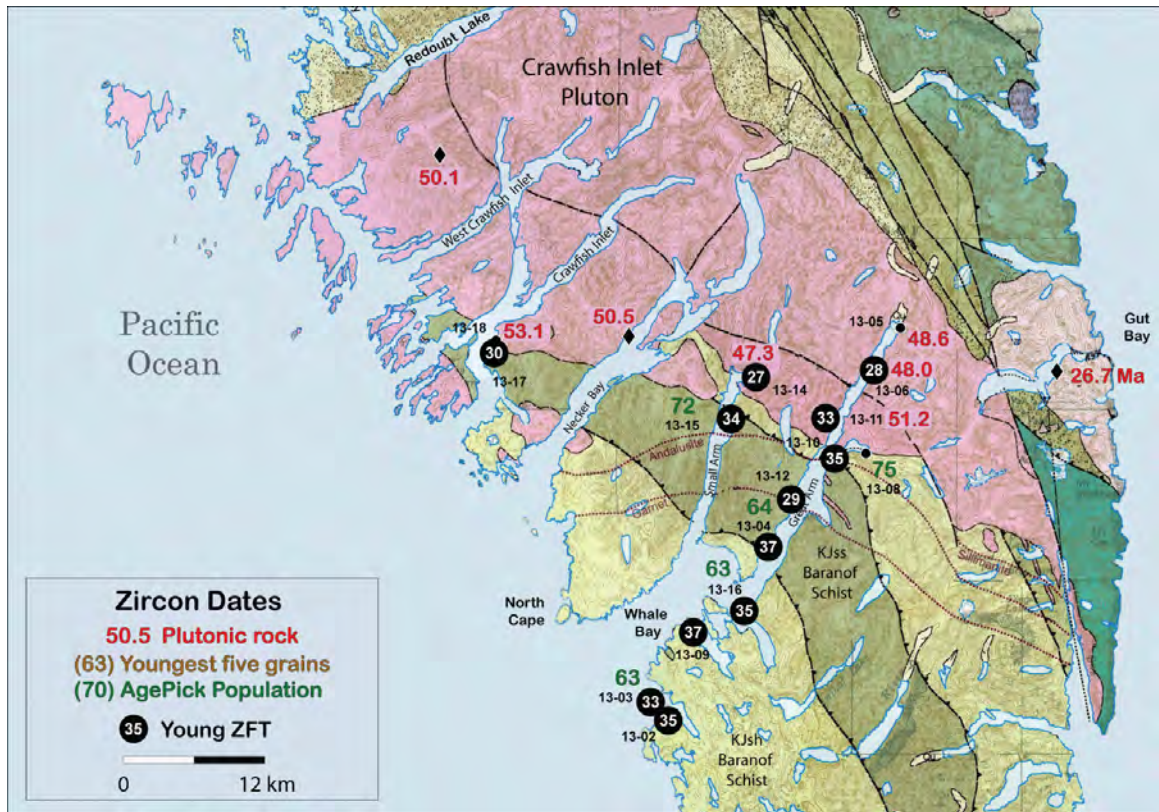 Redoubt Lake
Crawfish Inlet
Pluton
50.1
West Crawfish Inlet
Crawfish Inlet
Pacific
Ocean
13-18
53.1
30
13-17
50.5
Necker Bay
47.3
27
13-14
13-05
48.6
28
48.0
13-06
Gut
Bay
26.7 Ma
72
13-15
34
33
13-11
51.2
13-10
35
75
13-08
Andalusite
Small Arm
13-12
29
Great Arm
Garnet
64
13-04
37
Sillimanite
KJss
Baranof
Schist
63
13-16
35
North
Cape
Whale
Bay
37
13-09
63
13-03
33
35
13-02
KJsh
Baranof
Schist
Zircon Dates
50.5 Plutonic rock
(63) Youngest five grains
(70) AgePick Population
35 Young ZFT
0 12 km